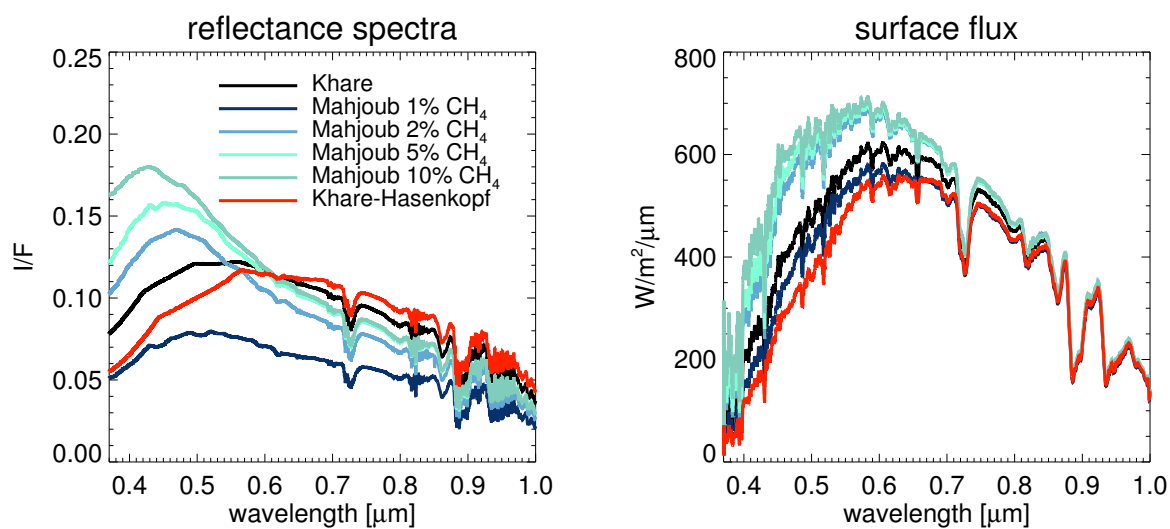 reflectance spectra
0.25
0.20
0.15
0.10
0.05
0.00
I/F
Khare
Mahjoub 1% CH₄
Mahjoub 2% CH₄
Mahjoub 5% CH₄
Mahjoub 10% CH₄
Khare-Hasenkopf
0.4 0.5 0.6 0.7 0.8 0.9 1.0
wavelength [μm]
surface flux
800
600
400
200
0
W/m²/μm
0.4 0.5 0.6 0.7 0.8 0.9 1.0
wavelength [μm]